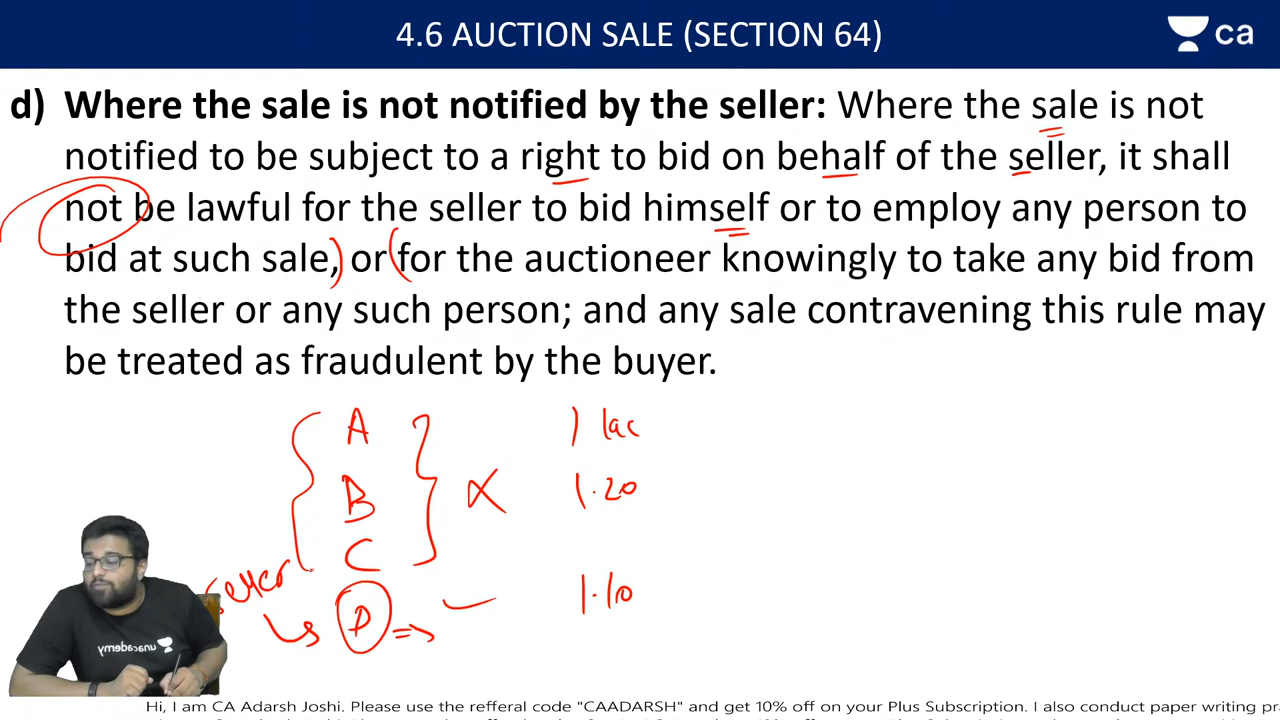 4.6 AUCTION SALE (SECTION 64)
ca
d) Where the sale is not notified by the seller: Where the sale is not
notified to be subject to a right to bid on behalf of the seller, it shall
not be lawful for the seller to bid himself or to employ any person to
bid at such sale, or for the auctioneer knowingly to take any bid from
the seller or any such person; and any sale contravening this rule may
be treated as fraudulent by the buyer.
A 1 lac
B 1.20
C
seller D => 1.10
unacademy
Hi, I am CA Adarsh Joshi. Please use the refferal code "CAADARSH" and get 10% off on your Plus Subscription. I also conduct paper writing pr